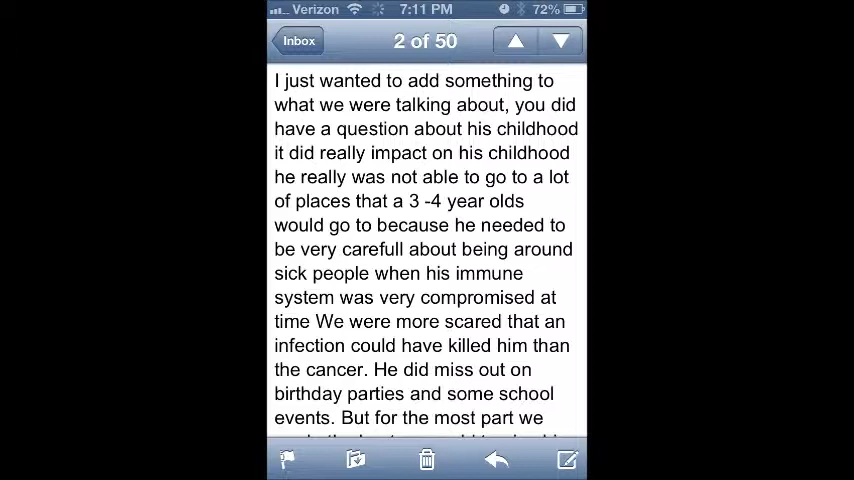 Verizon 7:11 PM 72%
Inbox 2 of 50
I just wanted to add something to
what we were talking about, you did
have a question about his childhood
it did really impact on his childhood
he really was not able to go to a lot
of places that a 3 -4 year olds
would go to because he needed to
be very carefull about being around
sick people when his immune
system was very compromised at
time We were more scared that an
infection could have killed him than
the cancer. He did miss out on
birthday parties and some school
events. But for the most part we